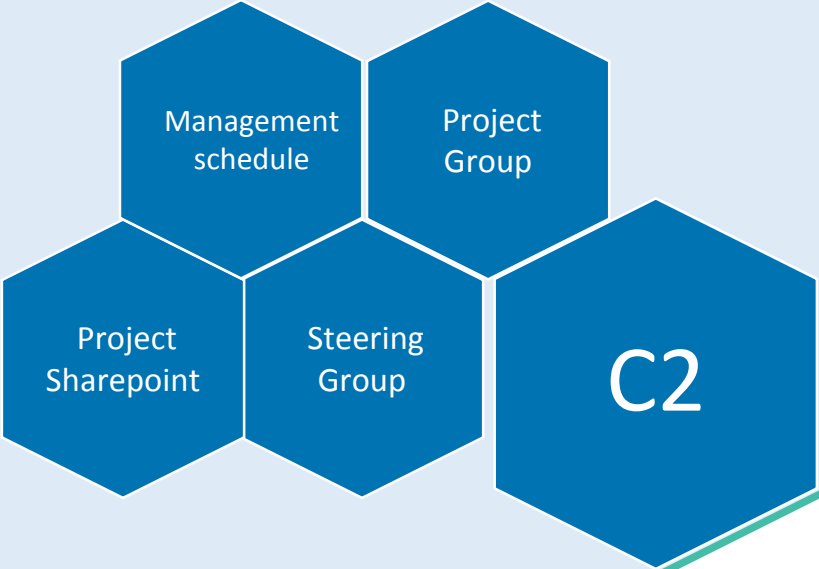 Management
schedule
Project
Group
Project
Sharepoint
Steering
Group
C2